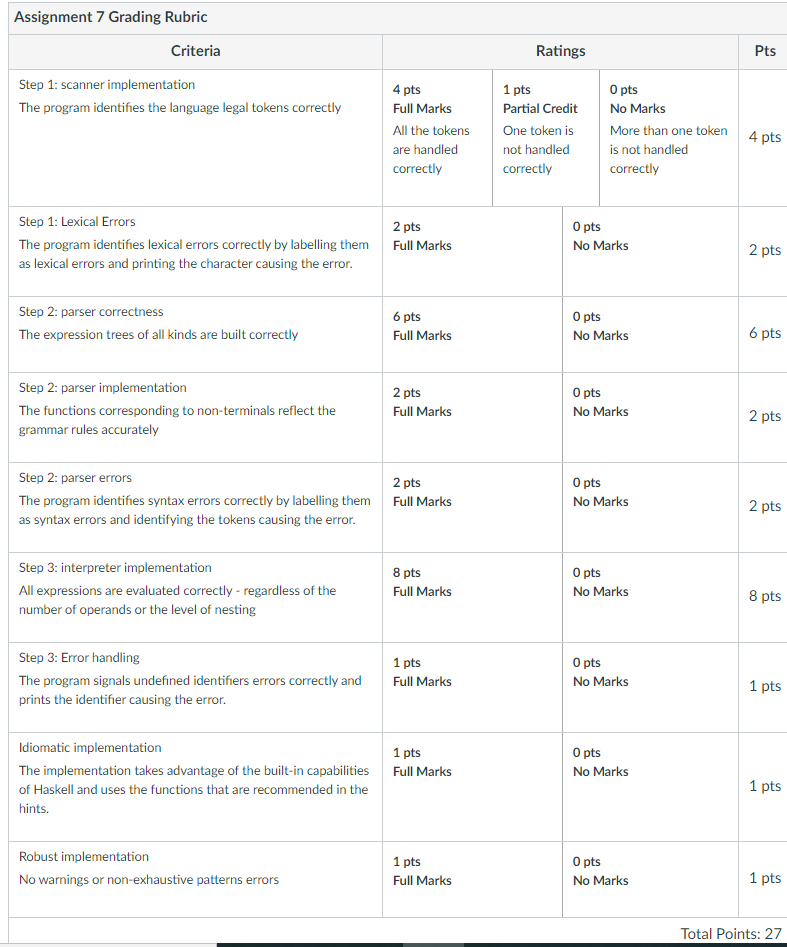 Assignment 7 Grading Rubric
Criteria
Ratings
Pts
Step 1: scanner implementation
The program identifies the language legal tokens correctly
4 pts
Full Marks
All the tokens
are handled
correctly
1 pts
Partial Credit
One token is
not handled
correctly
0 pts
No Marks
More than one token
is not handled
correctly
4 pts
Step 1: Lexical Errors
The program identifies lexical errors correctly by labelling them
as lexical errors and printing the character causing the error.
2 pts
Full Marks
0 pts
No Marks
2 pts
Step 2: parser correctness
The expression trees of all kinds are built correctly
6 pts
Full Marks
0 pts
No Marks
6 pts
Step 2: parser implementation
The functions corresponding to non-terminals reflect the
grammar rules accurately
2 pts
Full Marks
0 pts
No Marks
2 pts
Step 2: parser errors
The program identifies syntax errors correctly by labelling them
as syntax errors and identifying the tokens causing the error.
2 pts
Full Marks
0 pts
No Marks
2 pts
Step 3: interpreter implementation
All expressions are evaluated correctly - regardless of the
number of operands or the level of nesting
8 pts
Full Marks
0 pts
No Marks
8 pts
Step 3: Error handling
The program signals undefined identifiers errors correctly and
prints the identifier causing the error.
1 pts
Full Marks
0 pts
No Marks
1 pts
Idiomatic implementation
The implementation takes advantage of the built-in capabilities
of Haskell and uses the functions that are recommended in the
hints.
1 pts
Full Marks
0 pts
No Marks
1 pts
Robust implementation
No warnings or non-exhaustive patterns errors
1 pts
Full Marks
0 pts
No Marks
1 pts
Total Points: 27